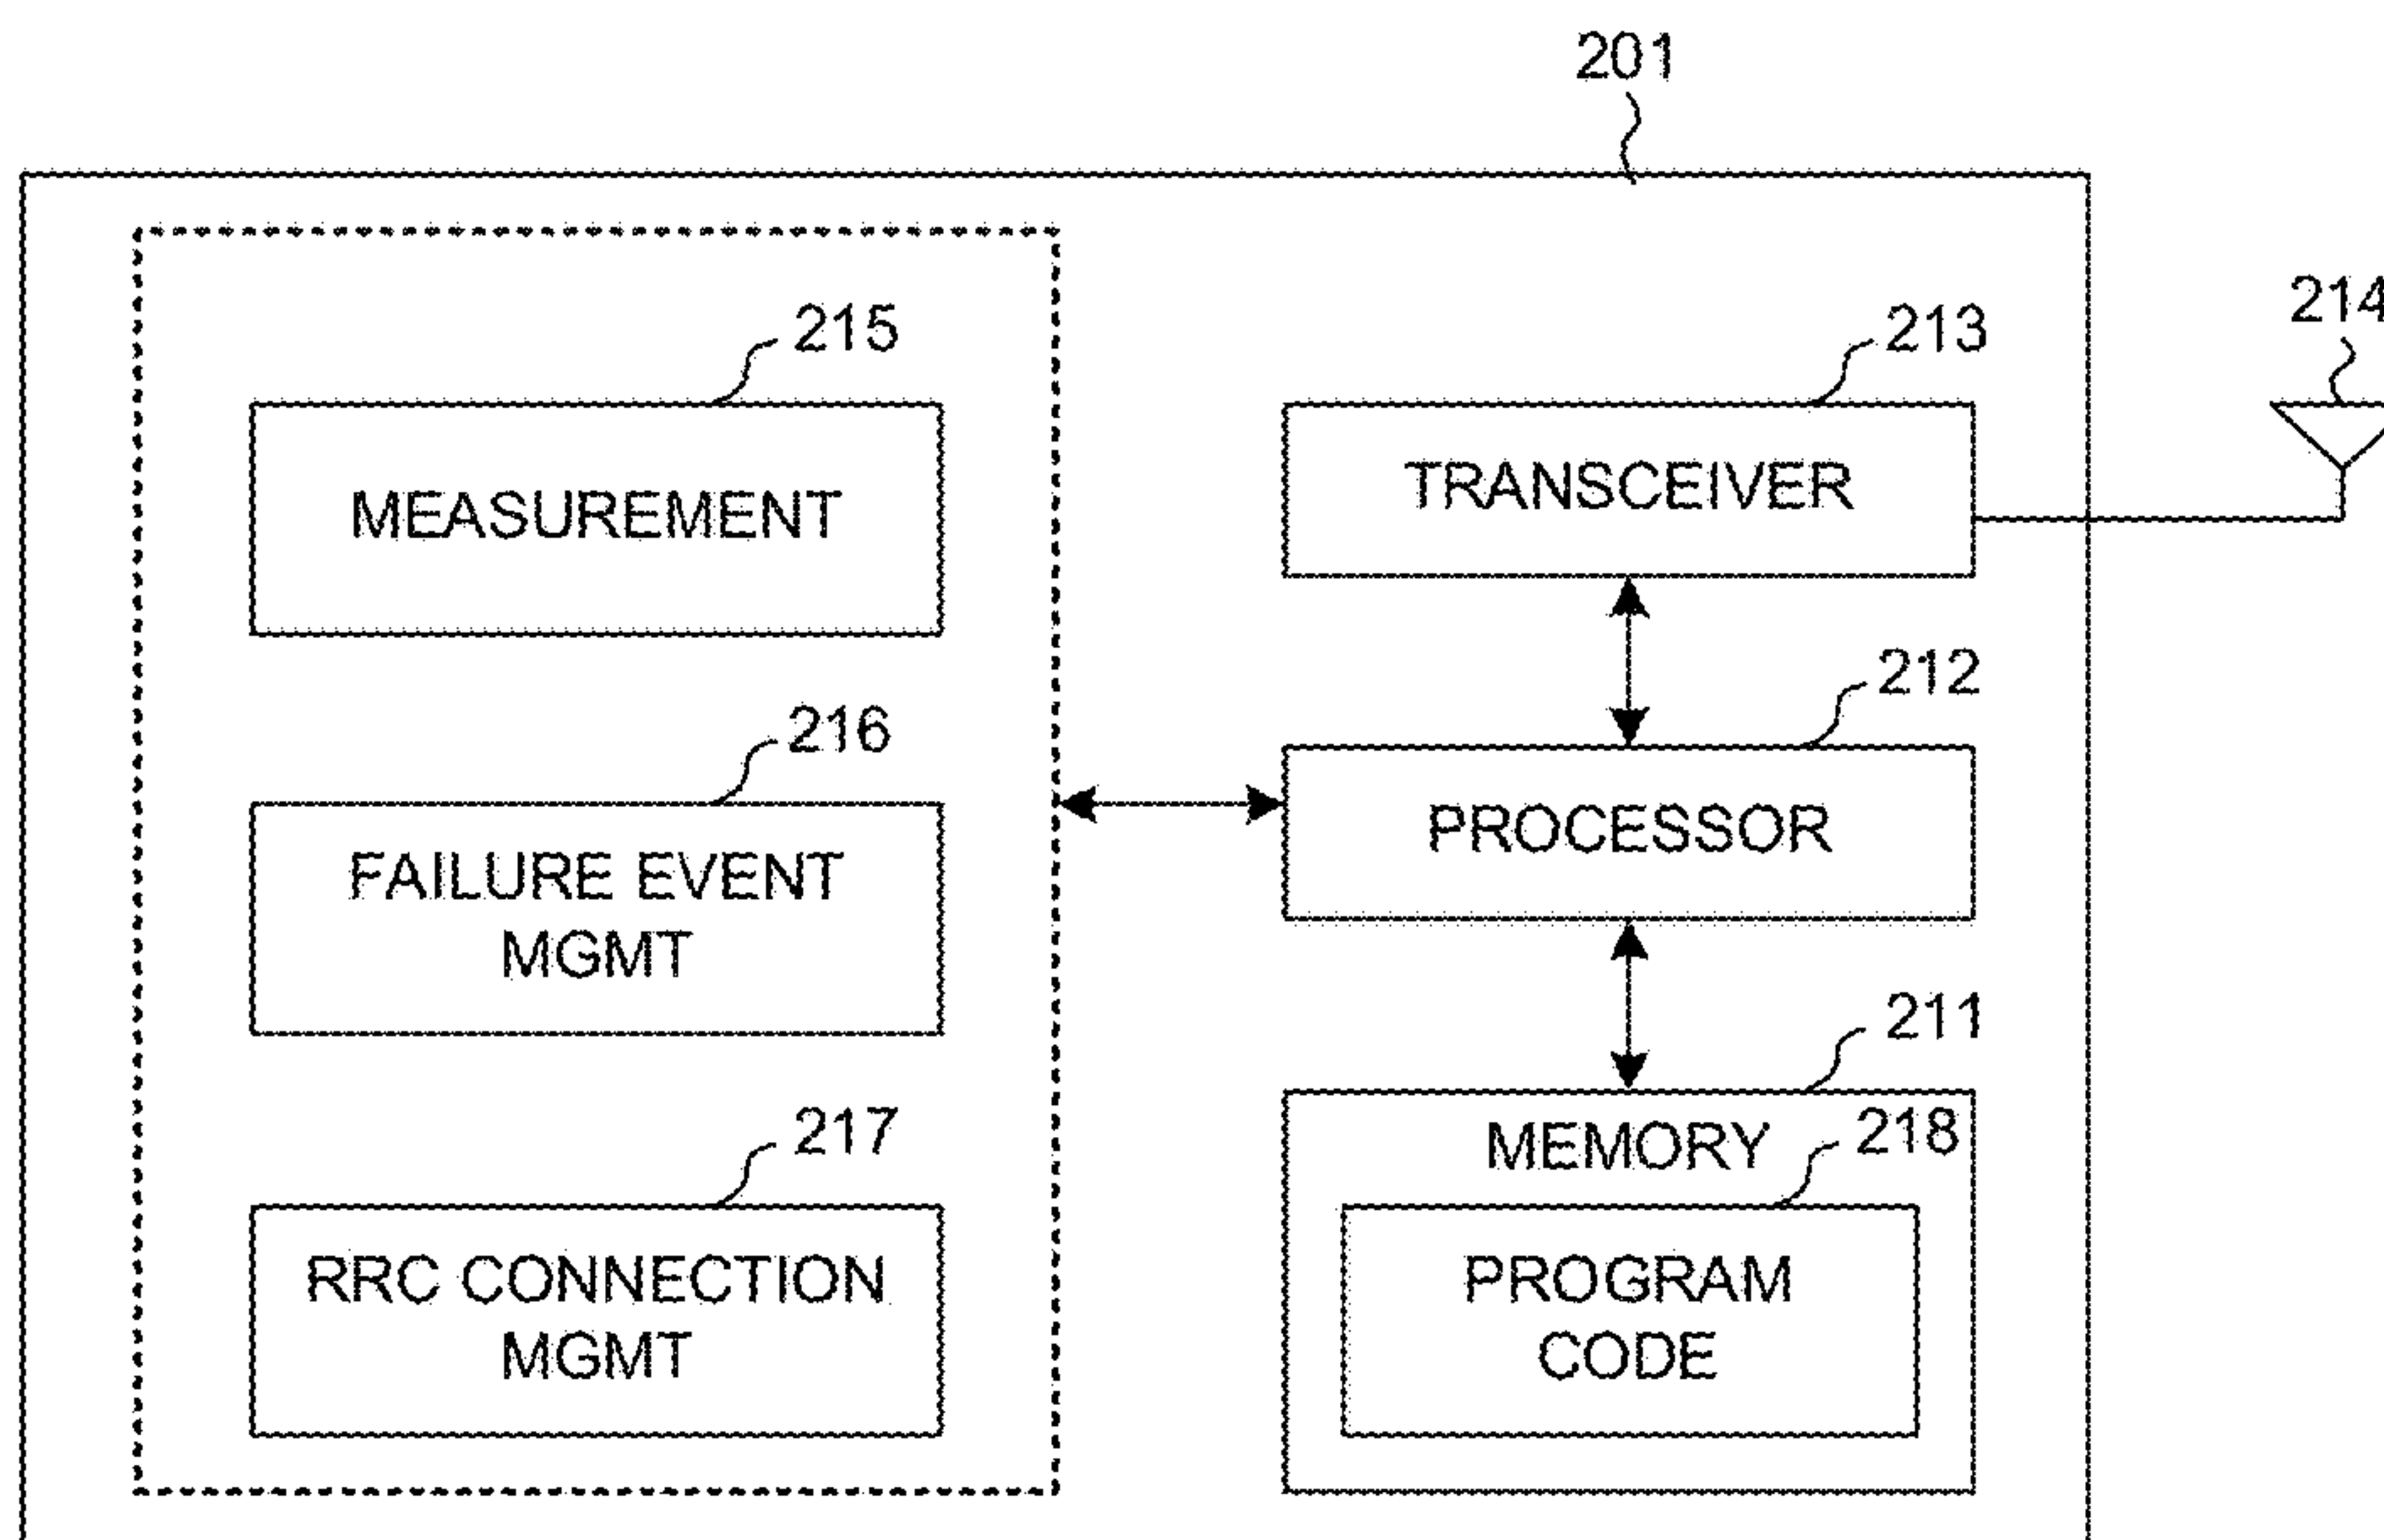 201
214
215
213
MEASUREMENT
TRANSCEIVER
212
216
PROCESSOR
FAILURE EVENT
MGMT
211
217
MEMORY
218
RRC CONNECTION
MGMT
PROGRAM
CODE